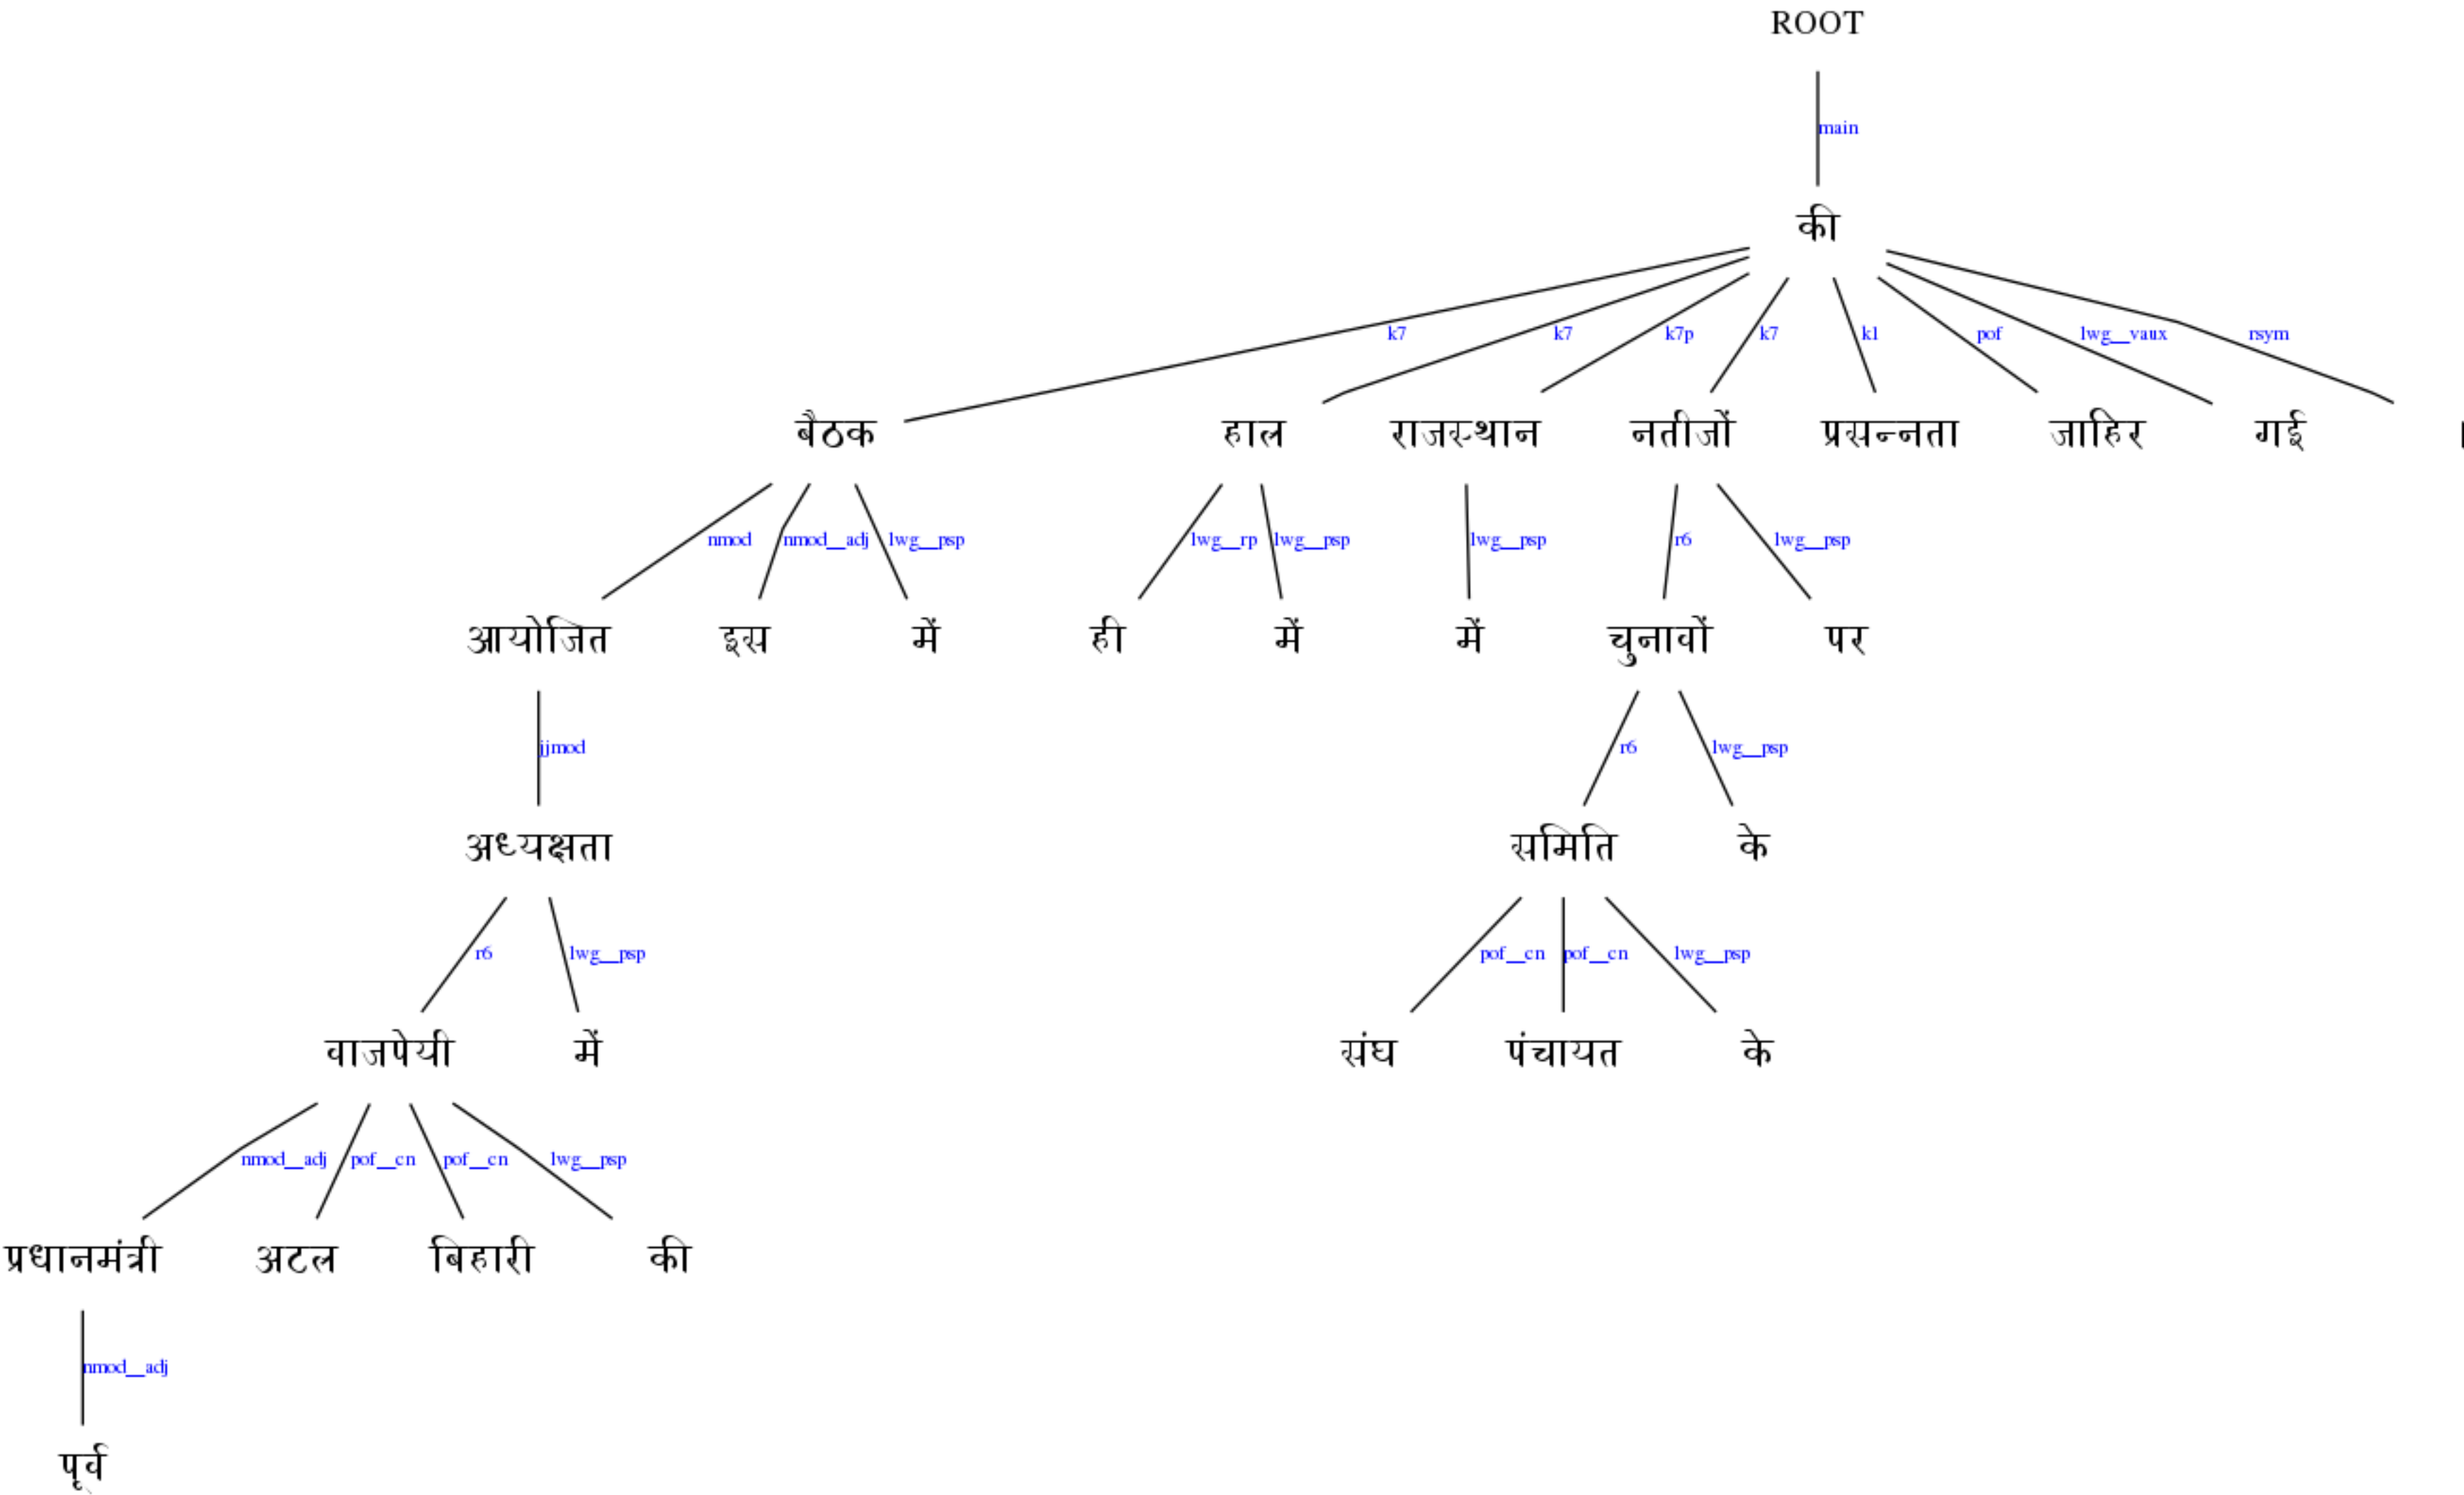 ROOT
main
की
k7 k7 k7p k7 k1 pof lwg__vaux rsym
बैठक हाल राजस्थान नतीजों प्रसन्नता जाहिर गई
nmod nmod__adj lwg__psp lwg__rp lwg__psp lwg__psp r6 lwg__psp
आयोजित इस में ही में में चुनावों पर
jjmod r6 lwg__psp
अध्यक्षता समिति के
r6 lwg__psp pof__cn pof__cn lwg__psp
वाजपेयी में संघ पंचायत के
nmod__adj pof__cn pof__cn lwg__psp
प्रधानमंत्री अटल बिहारी की
nmod__adj
पूर्व